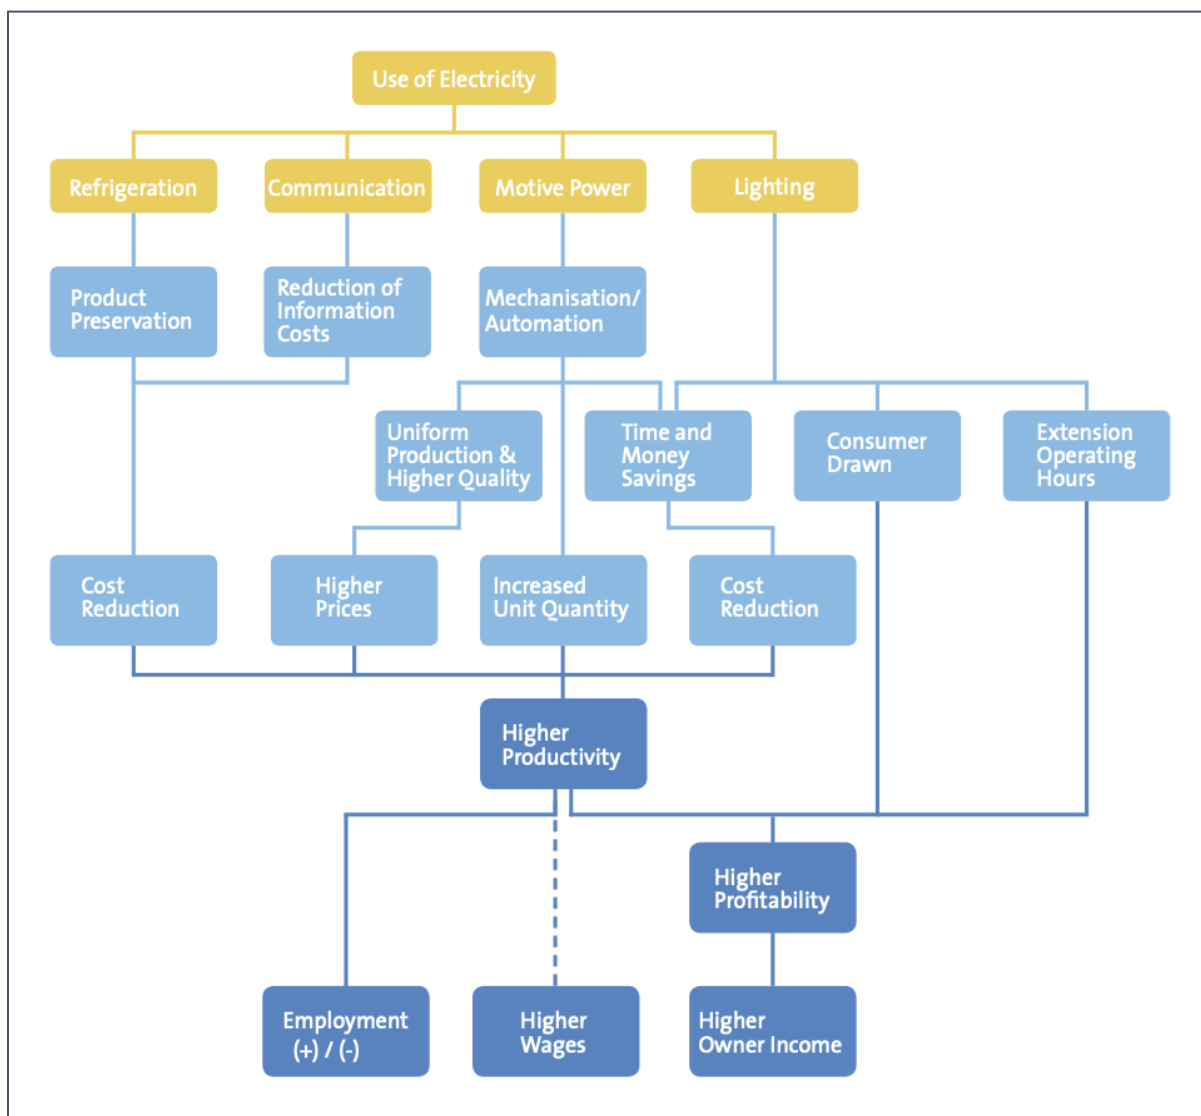 Use of Electricity
Refrigeration
Communication
Motive Power
Lighting
Product
Preservation
Reduction of
Information
Costs
Mechanisation/
Automation
Uniform
Production &
Higher Quality
Time and
Money
Savings
Consumer
Drawn
Extension
Operating
Hours
Cost
Reduction
Higher
Prices
Increased
Unit Quantity
Cost
Reduction
Higher
Productivity
Higher
Profitability
Employment
(+) / (-)
Higher
Wages
Higher
Owner Income